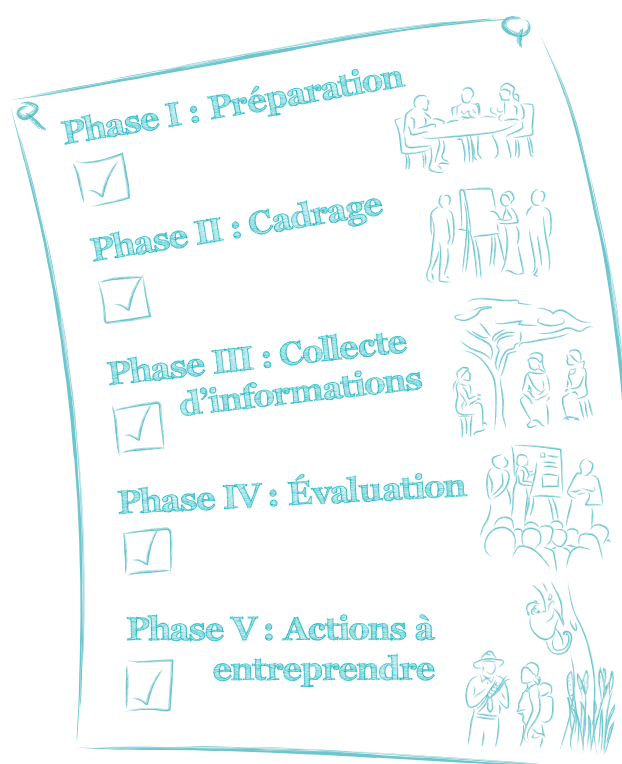 Phase I : Préparation
Phase II : Cadrage
Phase III : Collecte
d’informations
Phase IV : Évaluation
Phase V : Actions à
entreprendre